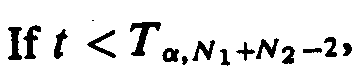 If t < T_{α,N_1+N_2−2},